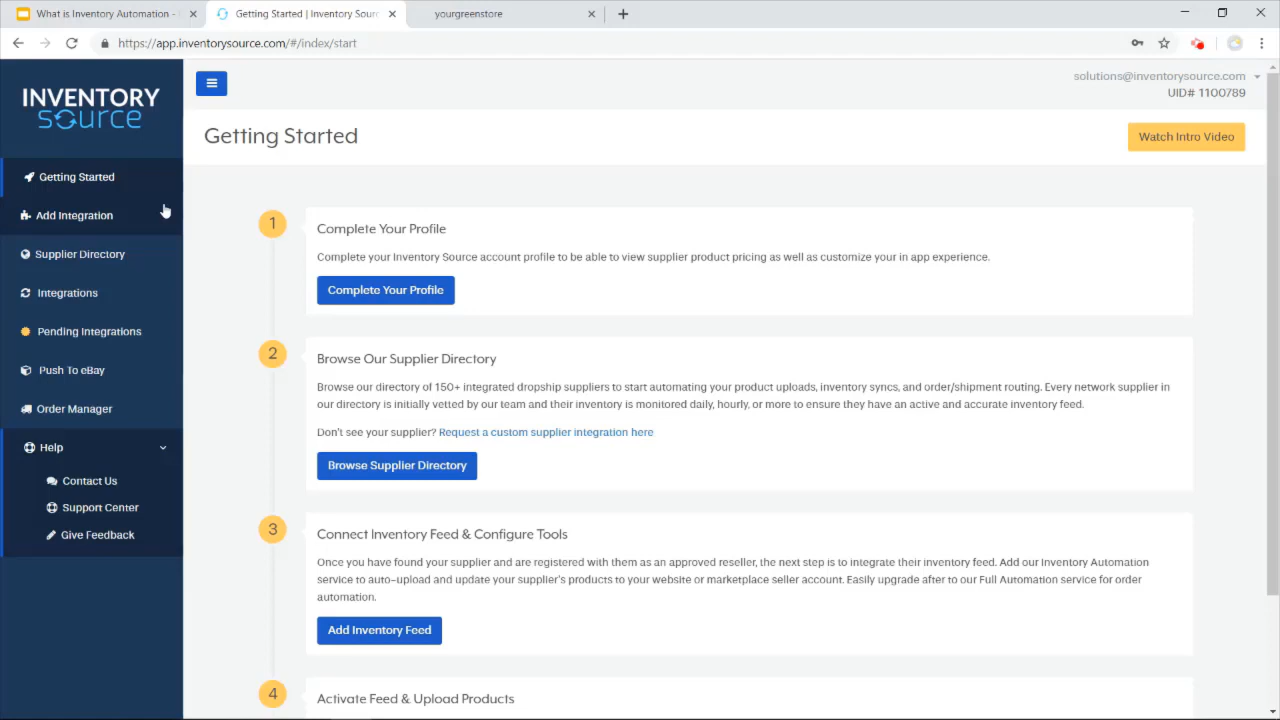 What is Inventory Automation -
Getting Started | Inventory Sour
yourgreenstore
https://app.inventorysource.com/#/index/start
INVENTORY
source
solutions@inventorysource.com
UID# 1100789
Getting Started
Watch Intro Video
Getting Started
Add Integration
Supplier Directory
Integrations
Pending Integrations
Push To eBay
Order Manager
Help
Contact Us
Support Center
Give Feedback
1
Complete Your Profile
Complete your Inventory Source account profile to be able to view supplier product pricing as well as customize your in app experience.
Complete Your Profile
2
Browse Our Supplier Directory
Browse our directory of 150+ integrated dropship suppliers to start automating your product uploads, inventory syncs, and order/shipment routing. Every network supplier in
our directory is initially vetted by our team and their inventory is monitored daily, hourly, or more to ensure they have an active and accurate inventory feed.
Don't see your supplier? Request a custom supplier integration here
Browse Supplier Directory
3
Connect Inventory Feed & Configure Tools
Once you have found your supplier and are registered with them as an approved reseller, the next step is to integrate their inventory feed. Add our Inventory Automation
service to auto-upload and update your supplier's products to your website or marketplace seller account. Easily upgrade after to our Full Automation service for order
automation.
Add Inventory Feed
4
Activate Feed & Upload Products